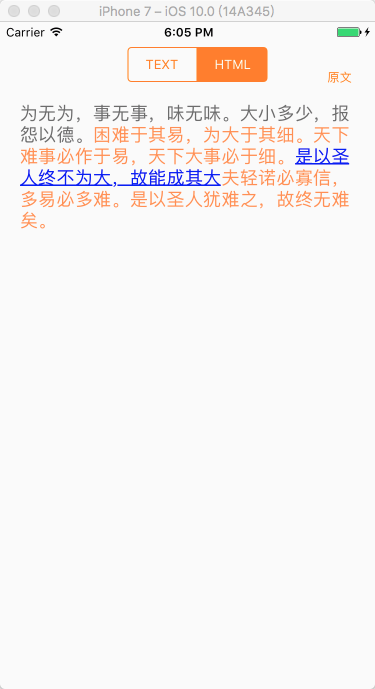 iPhone 7 – iOS 10.0 (14A345)
Carrier 6:05 PM
TEXT HTML
原文
为无为，事无事，味无味。大小多少，报
怨以德。困难于其易，为大于其细。天下
难事必作于易，天下大事必于细。是以圣
人终不为大，故能成其大夫轻诺必寡信，
多易必多难。是以圣人犹难之，故终无难
矣。